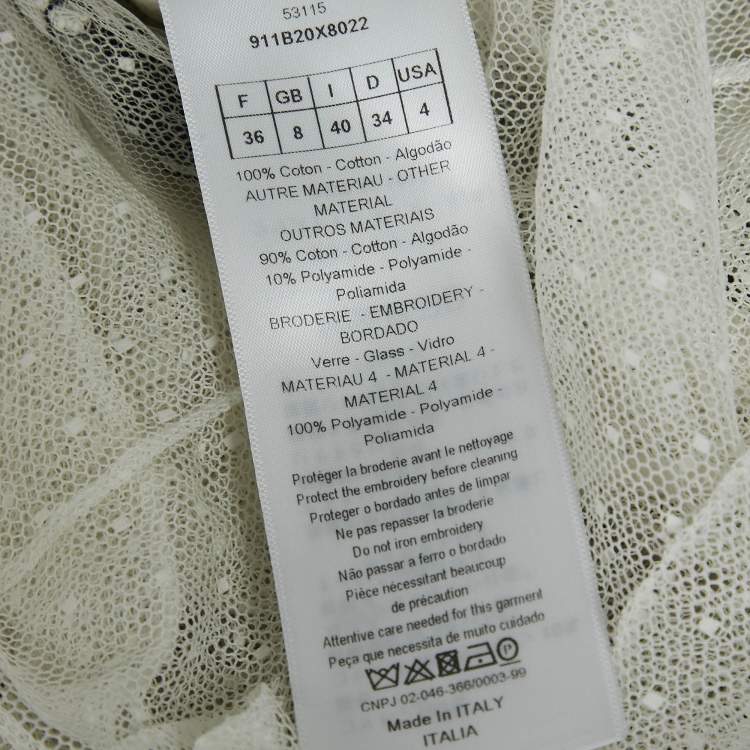 53115
911B20X8022
F GB I D USA
36 8 40 34 4
100% Coton - Cotton - Algodão
AUTRE MATERIAU - OTHER
MATERIAL
OUTROS MATERIAIS
90% Coton - Cotton - Algodão
10% Polyamide - Polyamide -
Poliamida
BRODERIE - EMBROIDERY -
BORDADO
Verre - Glass - Vidro
MATERIAU 4 - MATERIAL 4 -
MATERIAL 4
100% Polyamide - Polyamide -
Poliamida
Protéger la broderie avant le nettoyage
Protect the embroidery before cleaning
Proteger o bordado antes de limpar
Ne pas repasser la broderie
Do not iron embroidery
Não passar a ferro o bordado
Pièce nécessitant beaucoup
de précaution
Attentive care needed for this garment
Peça que necessita de muito cuidado
P
CNPJ 02-046-366/0003-99
Made In ITALY
ITALIA